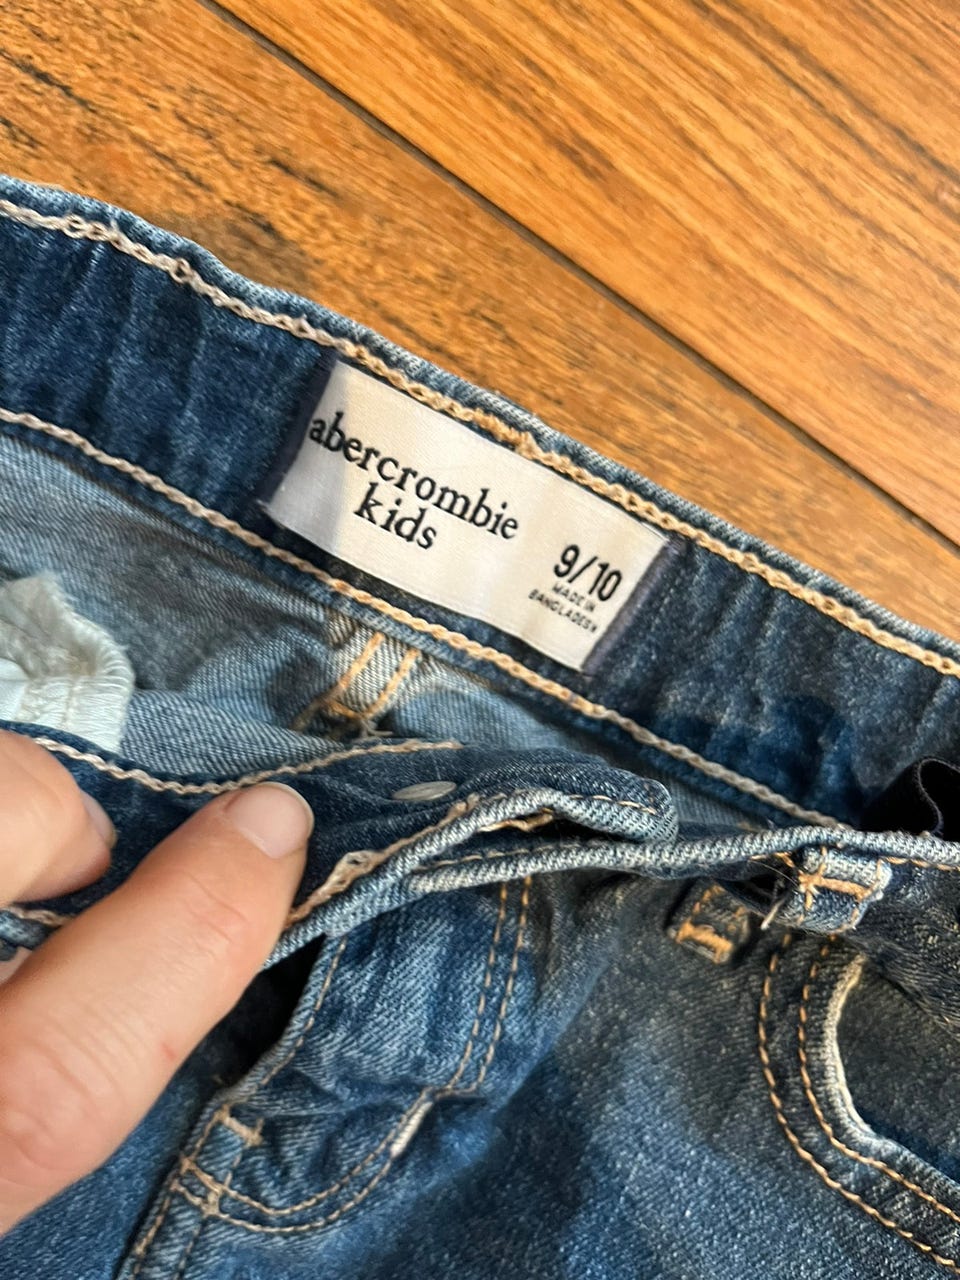 abercrombie
kids
9/10
MADE IN
BANGLADESH